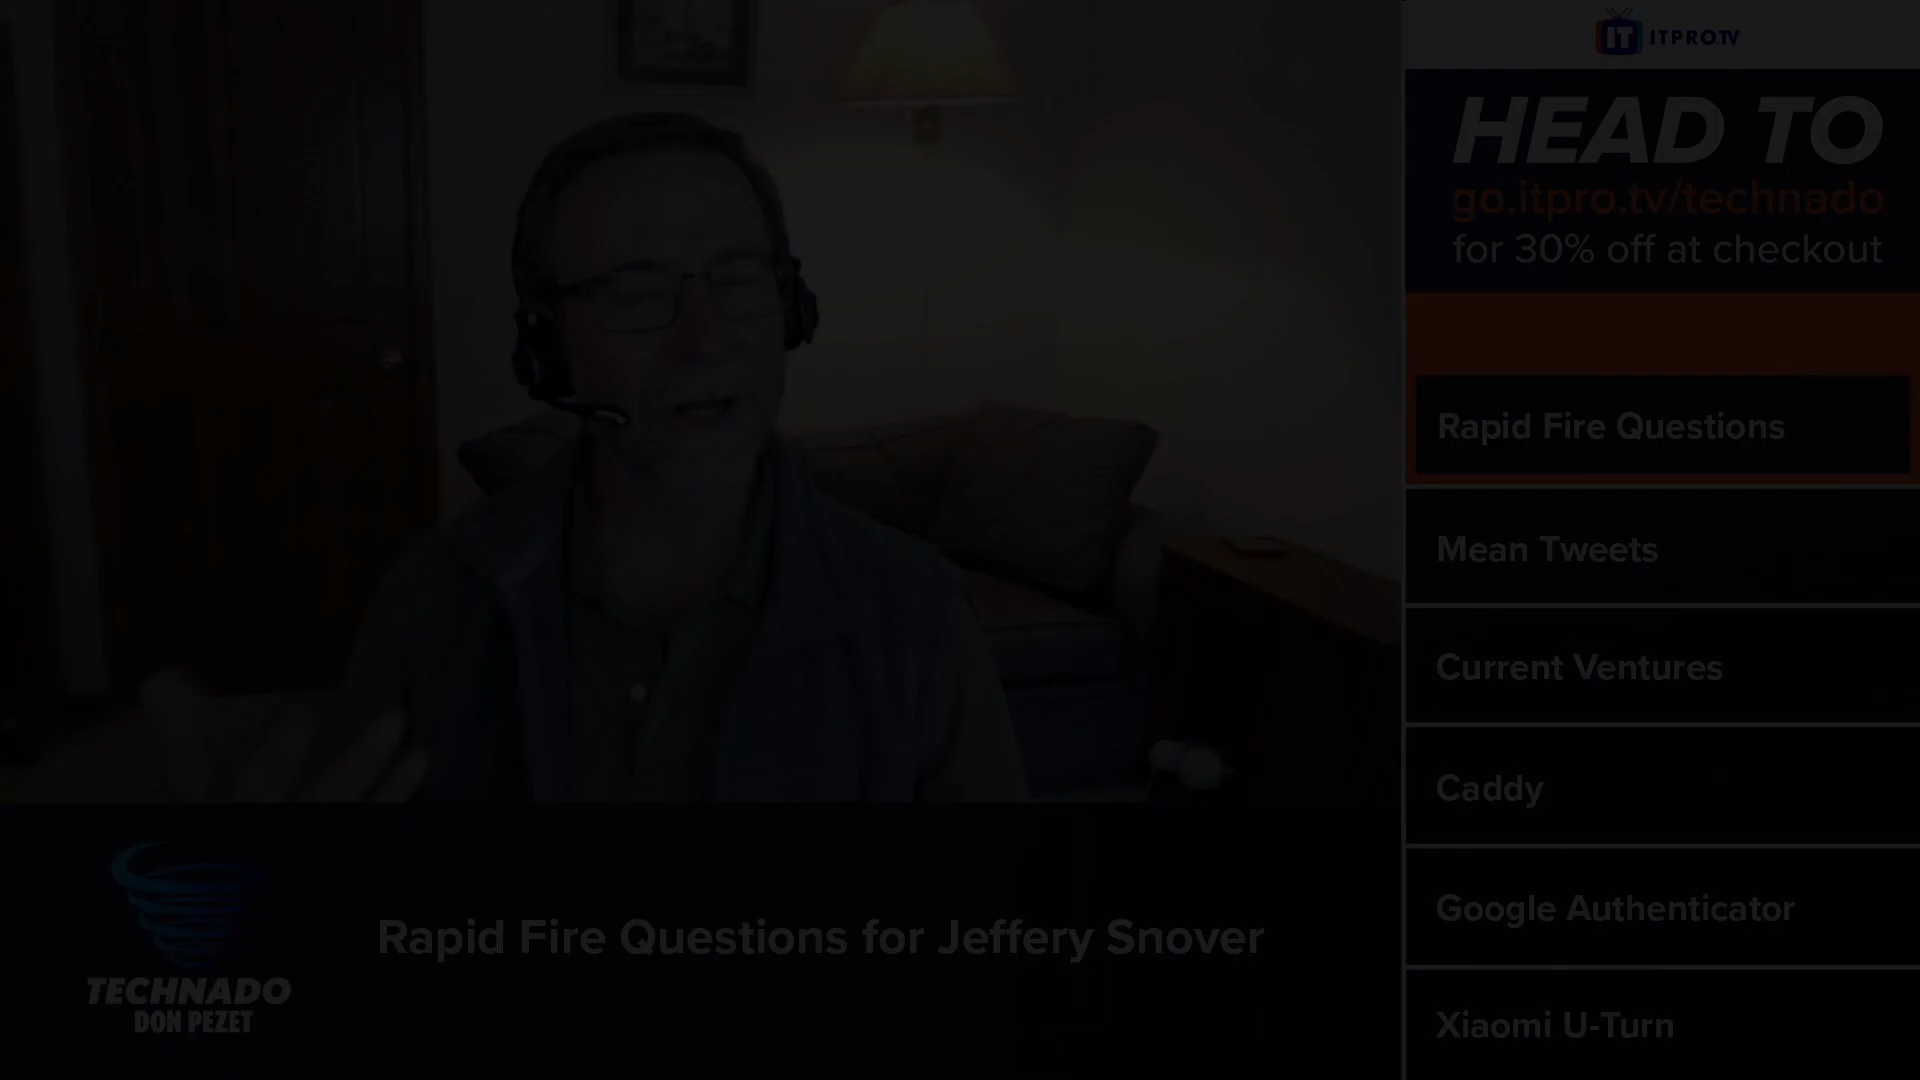 IT ITPRO.TV
HEAD TO
go.itpro.tv/technado
for 30% off at checkout
Rapid Fire Questions
Mean Tweets
Current Ventures
Caddy
Google Authenticator
Xiaomi U-Turn
Rapid Fire Questions for Jeffery Snover
TECHNADO
DON PEZET